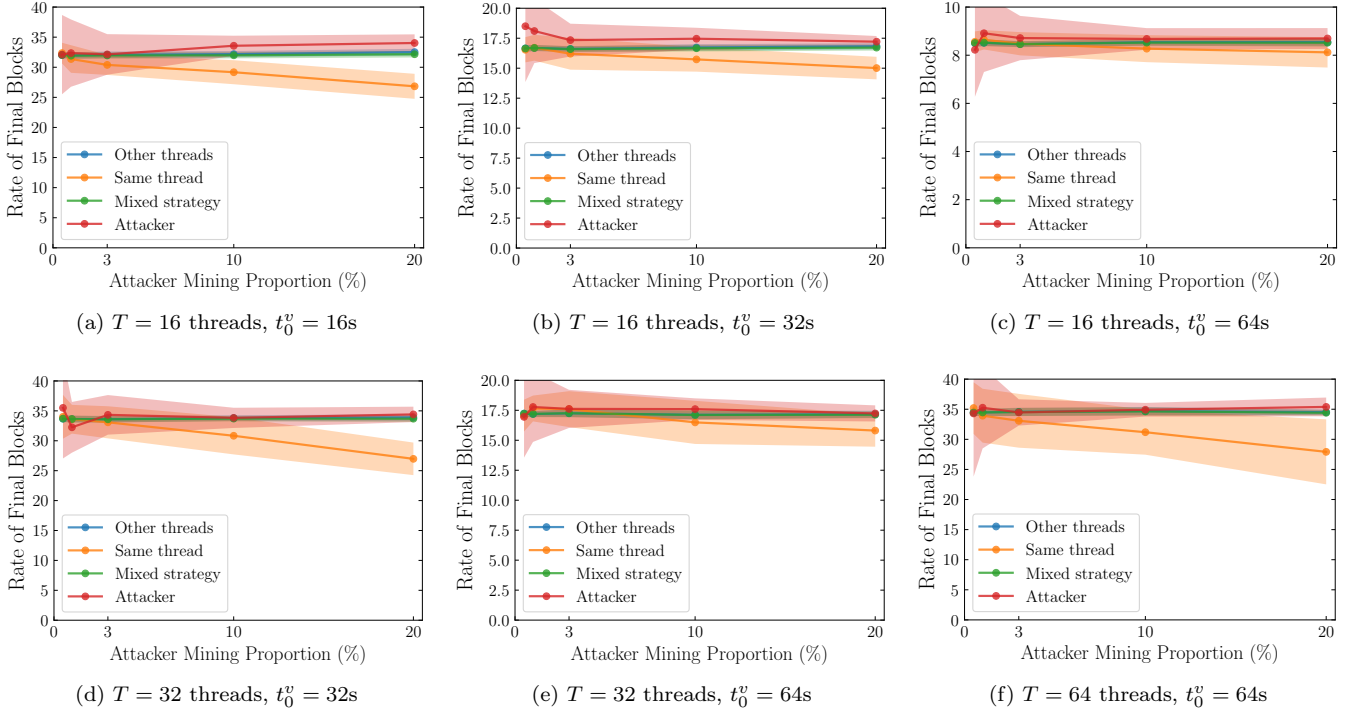 Rate of Final Blocks
40
35
30
25
20
15
10
5
0
Other threads
Same thread
Mixed strategy
Attacker
0 3 10 20
Attacker Mining Proportion (%)
(a) T = 16 threads, t₀ᵛ = 16s
Rate of Final Blocks
20.0
17.5
15.0
12.5
10.0
7.5
5.0
2.5
0.0
Other threads
Same thread
Mixed strategy
Attacker
0 3 10 20
Attacker Mining Proportion (%)
(b) T = 16 threads, t₀ᵛ = 32s
Rate of Final Blocks
10
8
6
4
2
0
Other threads
Same thread
Mixed strategy
Attacker
0 3 10 20
Attacker Mining Proportion (%)
(c) T = 16 threads, t₀ᵛ = 64s
Rate of Final Blocks
40
35
30
25
20
15
10
5
0
Other threads
Same thread
Mixed strategy
Attacker
0 3 10 20
Attacker Mining Proportion (%)
(d) T = 32 threads, t₀ᵛ = 32s
Rate of Final Blocks
20.0
17.5
15.0
12.5
10.0
7.5
5.0
2.5
0.0
Other threads
Same thread
Mixed strategy
Attacker
0 3 10 20
Attacker Mining Proportion (%)
(e) T = 32 threads, t₀ᵛ = 64s
Rate of Final Blocks
40
35
30
25
20
15
10
5
0
Other threads
Same thread
Mixed strategy
Attacker
0 3 10 20
Attacker Mining Proportion (%)
(f) T = 64 threads, t₀ᵛ = 64s